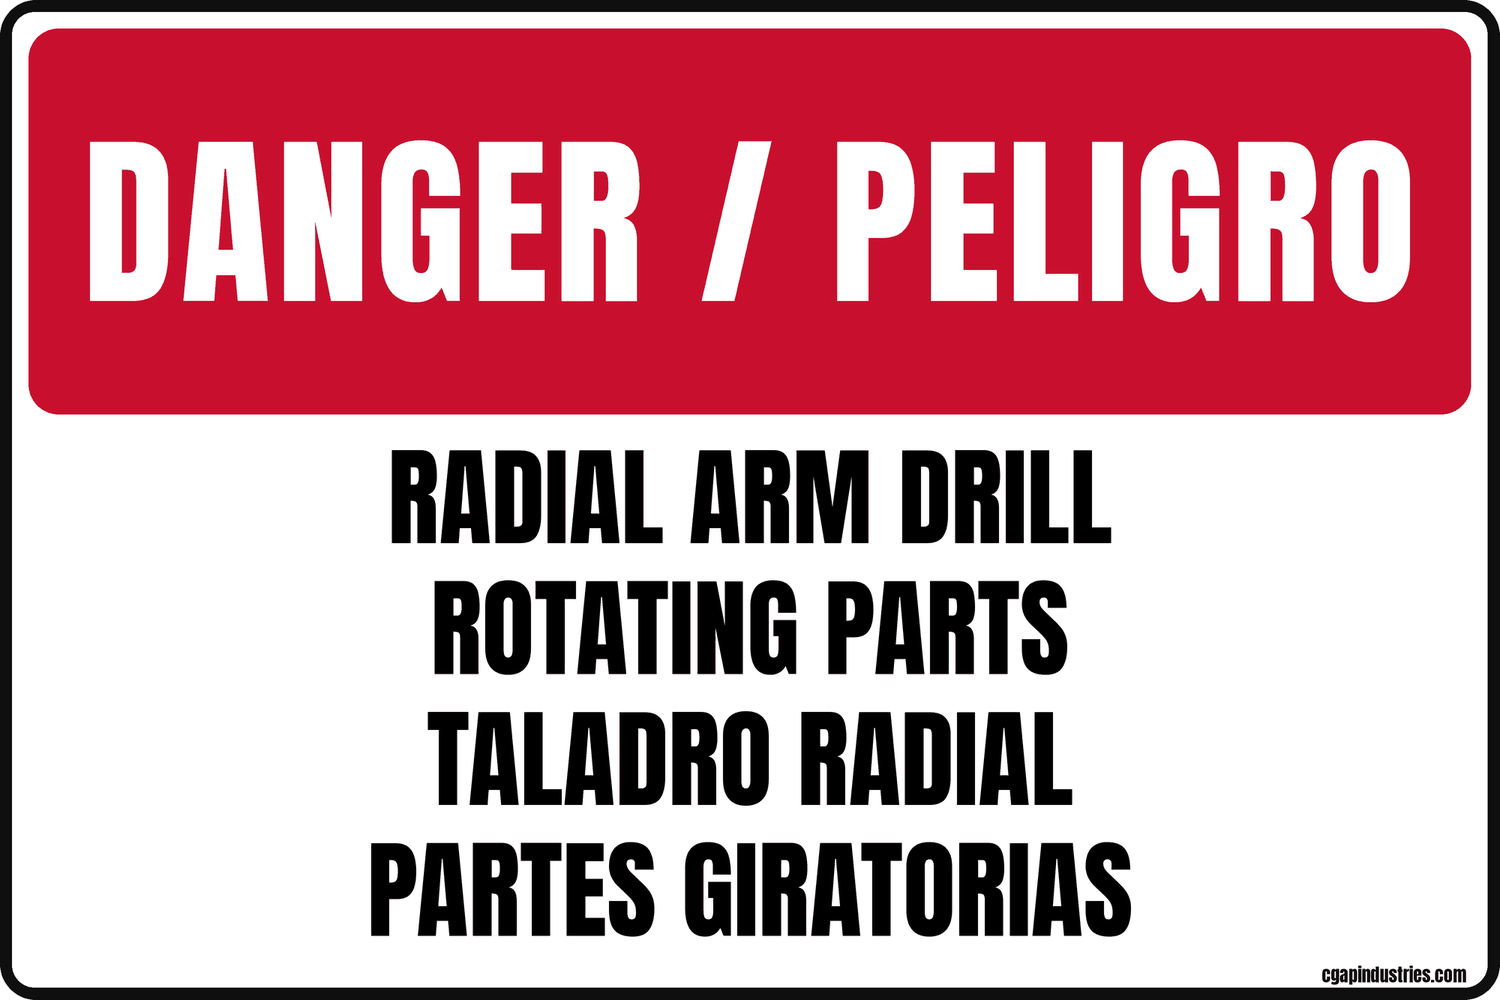 DANGER / PELIGRO
RADIAL ARM DRILL
ROTATING PARTS
TALADRO RADIAL
PARTES GIRATORIAS
cgapindustries.com